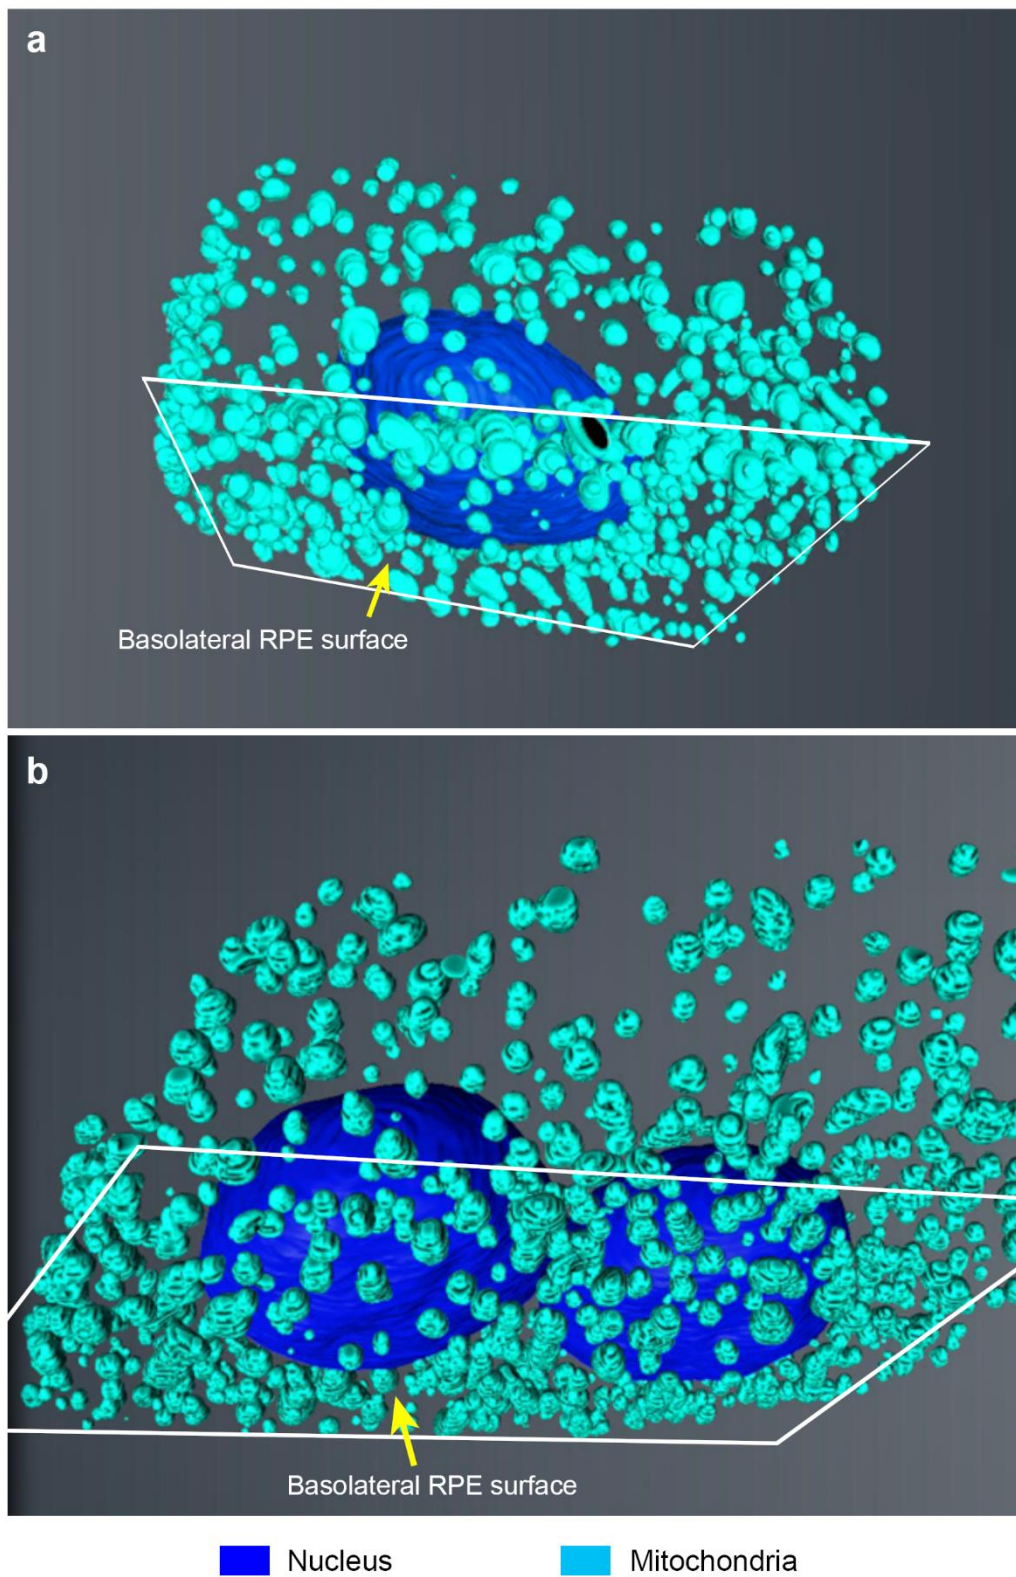 a
Basolateral RPE surface
b
Basolateral RPE surface
Nucleus
Mitochondria